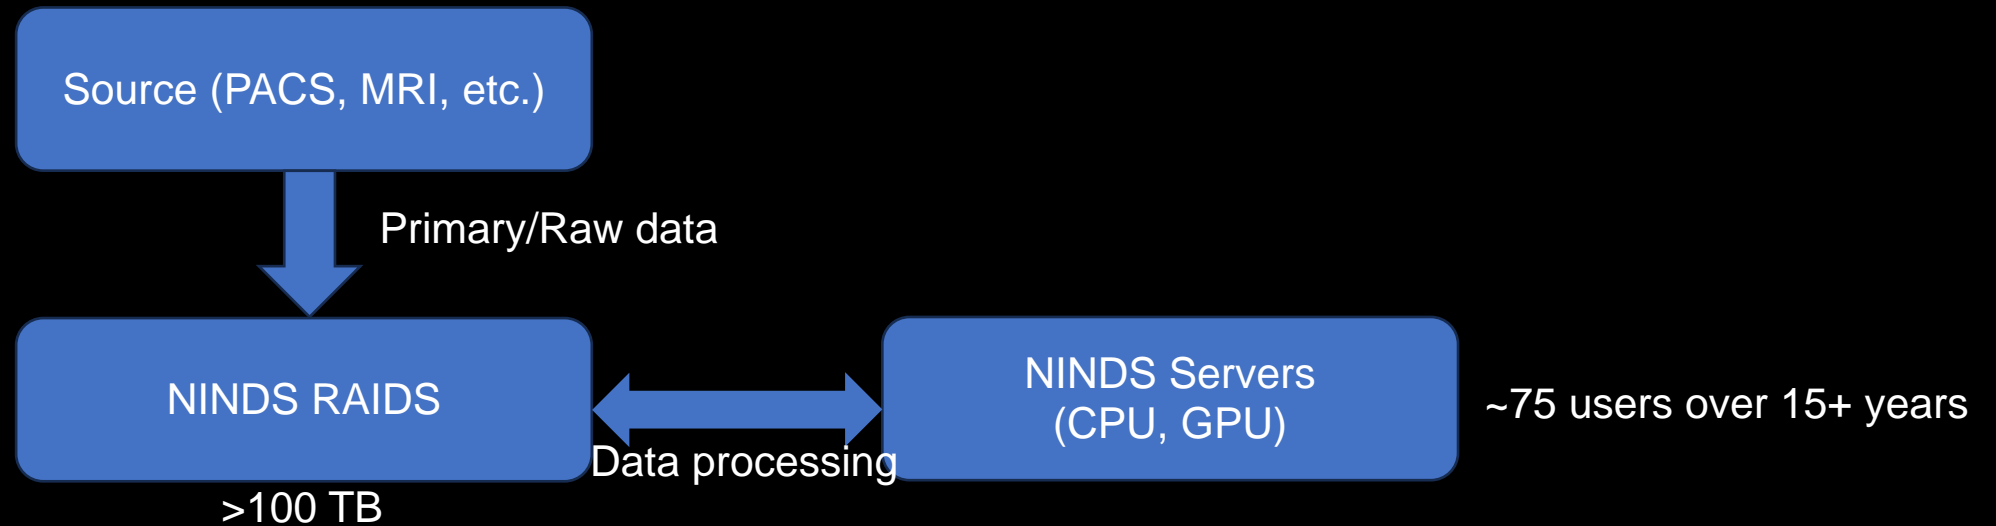 Source (PACS, MRI, etc.)
Primary/Raw data
NINDS RAIDS
NINDS Servers
(CPU, GPU)
~75 users over 15+ years
Data processing
>100 TB